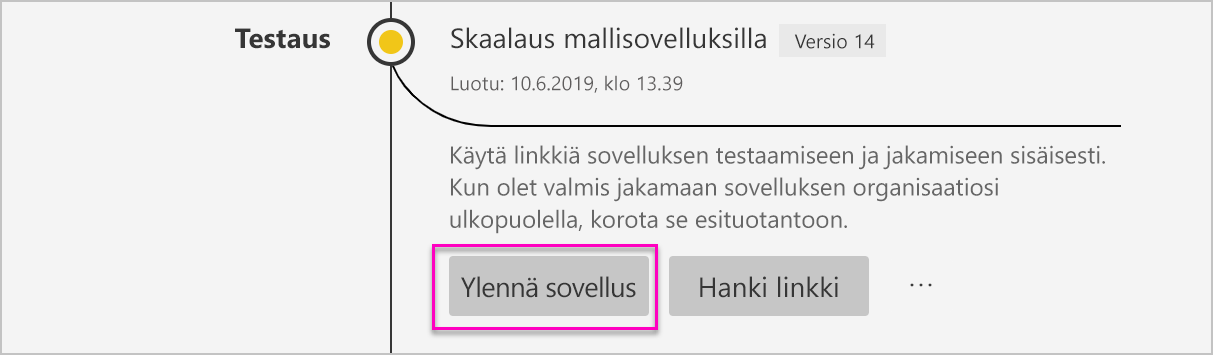 Testaus
Skaalaus mallisovelluksilla Versio 14
Luotu: 10.6.2019, klo 13.39
Käytä linkkiä sovelluksen testaamiseen ja jakamiseen sisäisesti.
Kun olet valmis jakamaan sovelluksen organisaatiosi
ulkopuolella, korota se esituotantoon.
Ylennä sovellus Hanki linkki ...